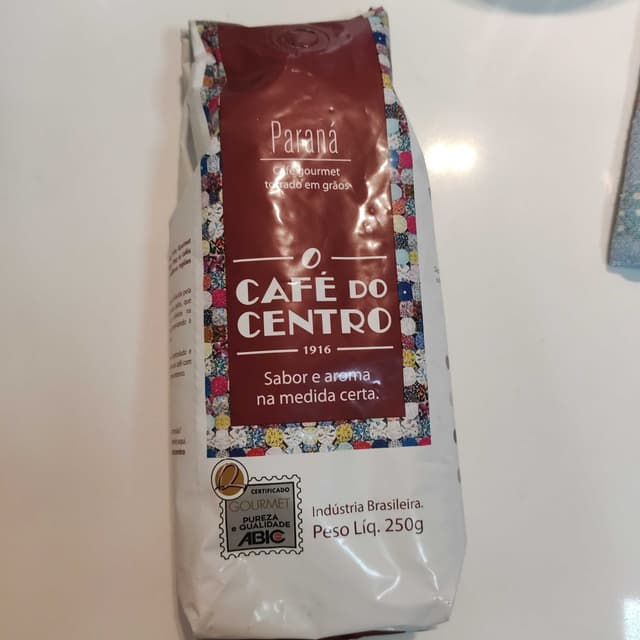 Paraná
Café gourmet
torrado em grãos
O
CAFÉ DO
CENTRO
1916
Sabor e aroma
na medida certa.
CERTIFICADO
GOURMET
PUREZA
e QUALIDADE
ABIC
Indústria Brasileira.
Peso Líq. 250g